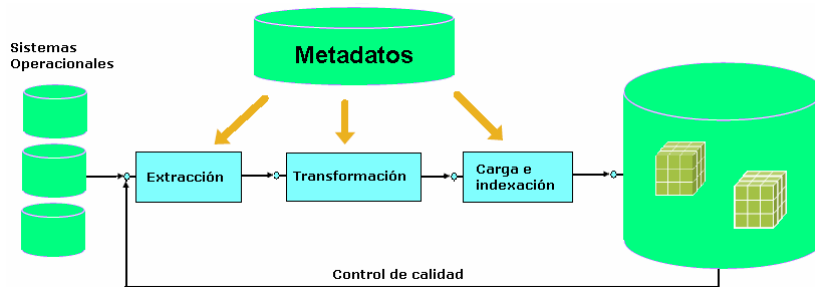 Sistemas
Operacionales
Metadatos
Extracción
Transformación
Carga e
indexación
Control de calidad